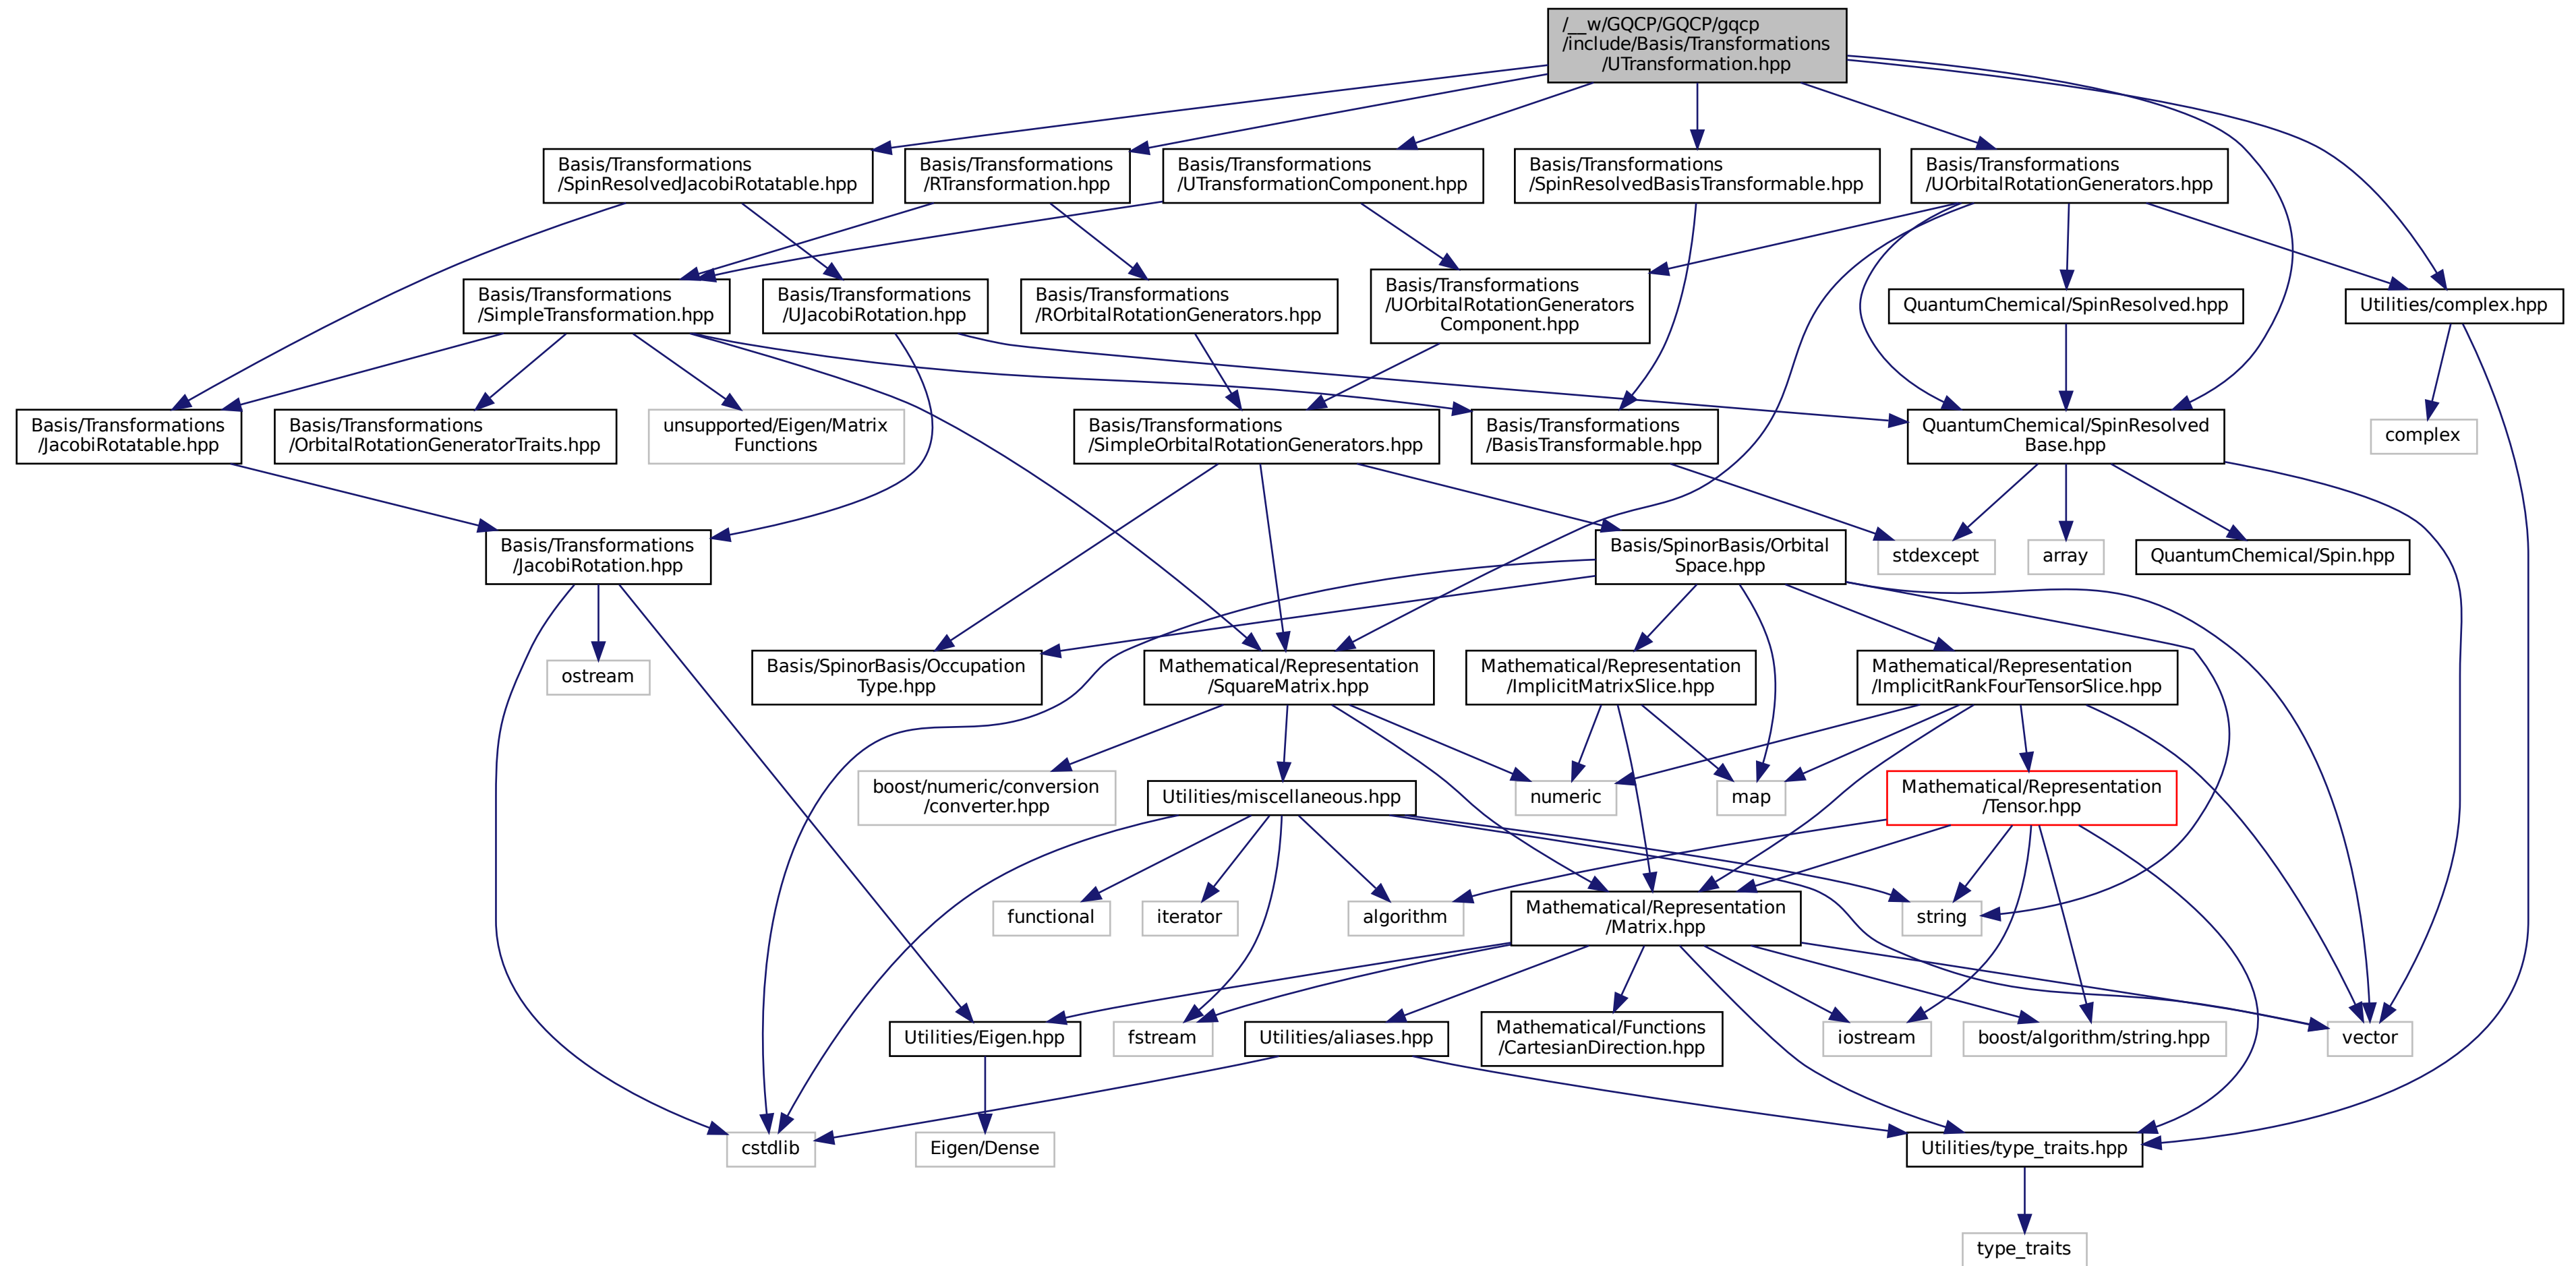 /__w/GQCP/GQCP/gqcp
/include/Basis/Transformations
/UTransformation.hpp
Basis/Transformations
/SpinResolvedJacobiRotatable.hpp
Basis/Transformations
/RTransformation.hpp
Basis/Transformations
/UTransformationComponent.hpp
Basis/Transformations
/SpinResolvedBasisTransformable.hpp
Basis/Transformations
/UOrbitalRotationGenerators.hpp
Basis/Transformations
/SimpleTransformation.hpp
Basis/Transformations
/UJacobiRotation.hpp
Basis/Transformations
/ROrbitalRotationGenerators.hpp
Basis/Transformations
/UOrbitalRotationGenerators
Component.hpp
QuantumChemical/SpinResolved.hpp
Utilities/complex.hpp
Basis/Transformations
/JacobiRotatable.hpp
Basis/Transformations
/OrbitalRotationGeneratorTraits.hpp
unsupported/Eigen/Matrix
Functions
Basis/Transformations
/SimpleOrbitalRotationGenerators.hpp
Basis/Transformations
/BasisTransformable.hpp
QuantumChemical/SpinResolved
Base.hpp
complex
Basis/Transformations
/JacobiRotation.hpp
Basis/SpinorBasis/Orbital
Space.hpp
stdexcept
array
QuantumChemical/Spin.hpp
ostream
Basis/SpinorBasis/Occupation
Type.hpp
Mathematical/Representation
/SquareMatrix.hpp
Mathematical/Representation
/ImplicitMatrixSlice.hpp
Mathematical/Representation
/ImplicitRankFourTensorSlice.hpp
boost/numeric/conversion
/converter.hpp
Utilities/miscellaneous.hpp
numeric
map
Mathematical/Representation
/Tensor.hpp
functional
iterator
algorithm
Mathematical/Representation
/Matrix.hpp
string
Utilities/Eigen.hpp
fstream
Utilities/aliases.hpp
Mathematical/Functions
/CartesianDirection.hpp
iostream
boost/algorithm/string.hpp
vector
cstdlib
Eigen/Dense
Utilities/type_traits.hpp
type_traits